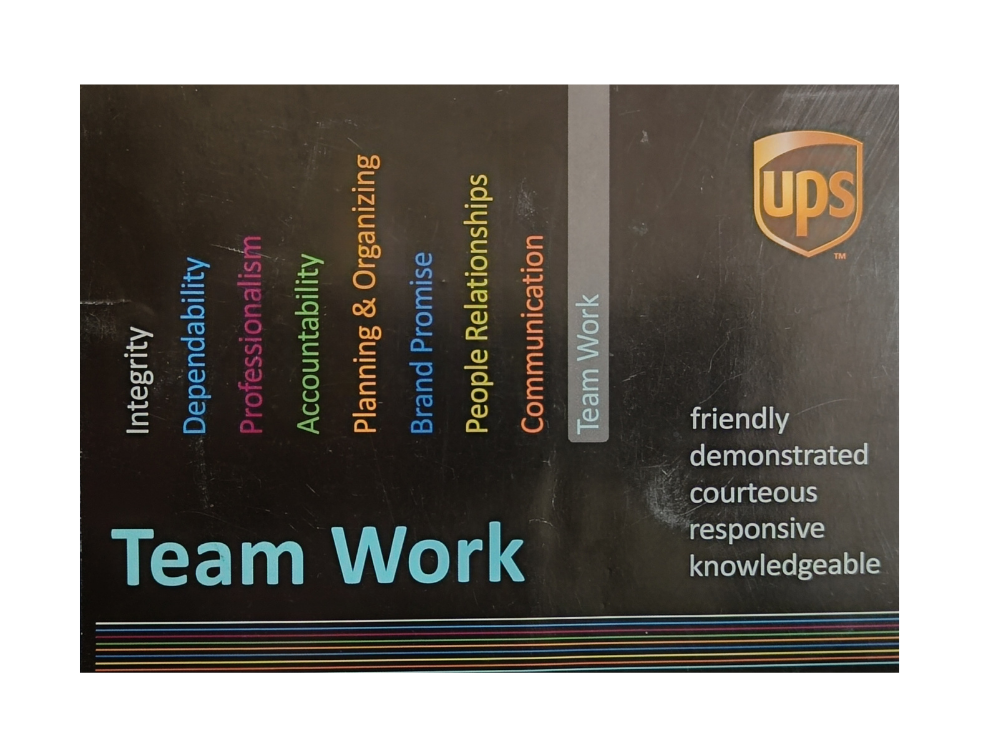 Integrity
Dependability
Professionalism
Accountability
Planning & Organizing
Brand Promise
People Relationships
Communication
Team Work
ups
TM
friendly
demonstrated
courteous
responsive
knowledgeable
Team Work